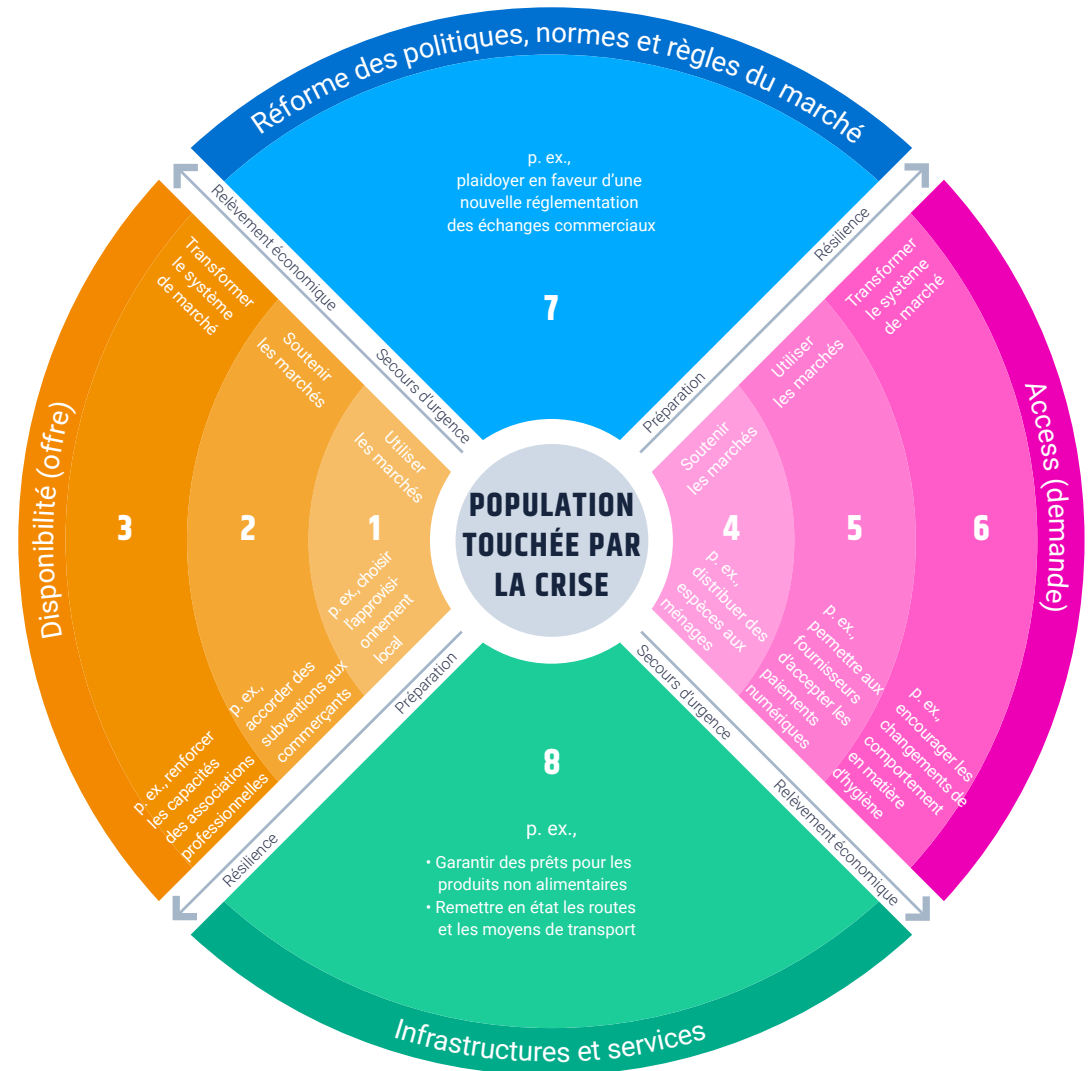 Réforme des politiques, normes et règles du marché
p. ex.,
plaidoyer en faveur d’une
nouvelle réglementation
des échanges commerciaux
7
Relèvement économique
Secours d'urgence
Résilience
Préparation
Disponibilité (offre)
Transformer
le système
de marché
3
p. ex., renforcer
les capacités
des associations
professionnelles
Soutenir
les marchés
2
p. ex.,
accorder des
subventions aux
commerçants
Utiliser
les marchés
1
p. ex., choisir
l'approvisi-
onnement
local
POPULATION
TOUCHÉE PAR
LA CRISE
Soutenir
les marchés
4
p. ex.,
distribuer des
espèces aux
ménages
Utiliser
les marchés
5
p. ex.,
permettre aux
fournisseurs
d'accepter les
paiements
numériques
Transformer
le système
de marché
6
p. ex,
encourager les
changements de
comportement
en matière
d'hygiène
Access (demande)
Préparation
Résilience
Secours d'urgence
Relèvement économique
8
p. ex.,
• Garantir des prêts pour les
produits non alimentaires
• Remettre en état les routes
et les moyens de transport
Infrastructures et services